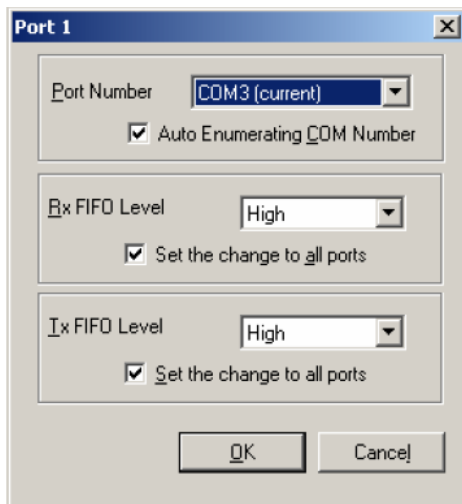 Port 1
Port Number COM3 (current)
Auto Enumerating COM Number
Rx FIFO Level High
Set the change to all ports
Tx FIFO Level High
Set the change to all ports
OK Cancel